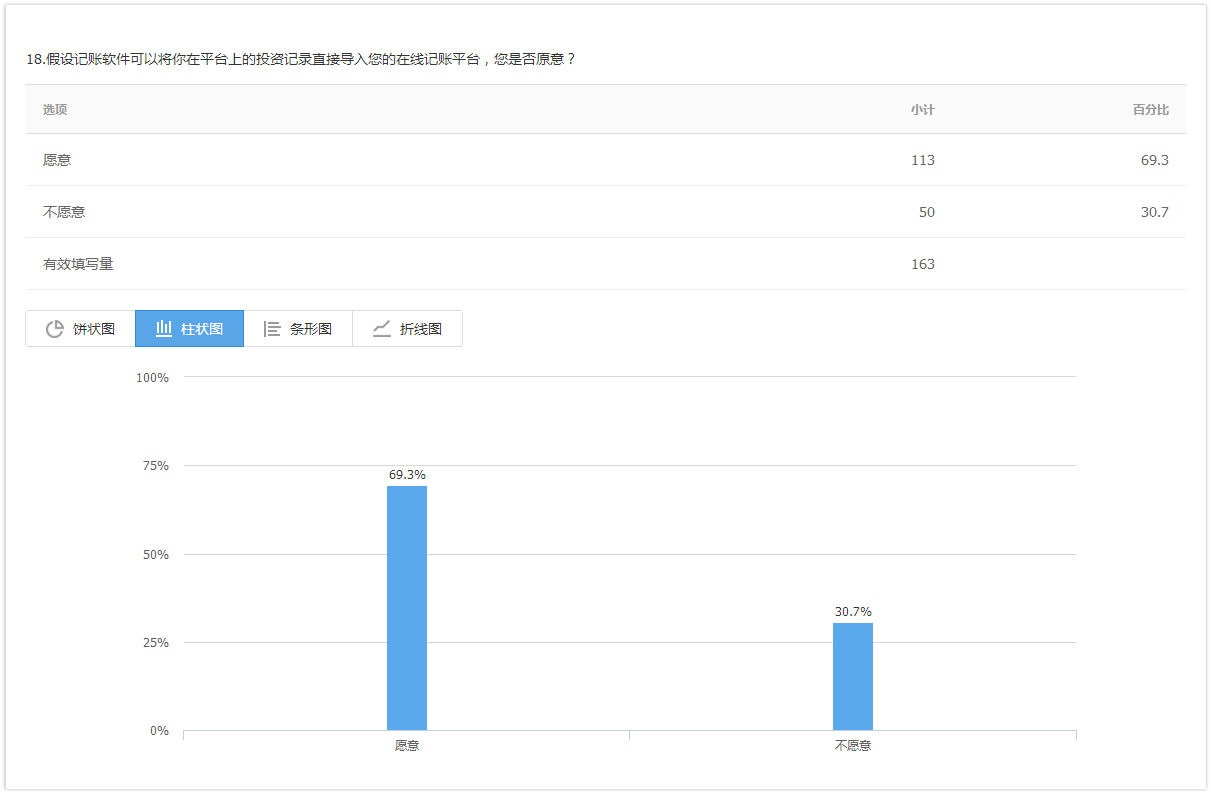 18.假设记账软件可以将你在平台上的投资记录直接导入您的在线记账平台，您是否原意？
选项 小计 百分比
愿意 113 69.3
不愿意 50 30.7
有效填写量 163
饼状图 柱状图 条形图 折线图
100%
75%
69.3%
50%
30.7%
25%
0%
愿意 不愿意